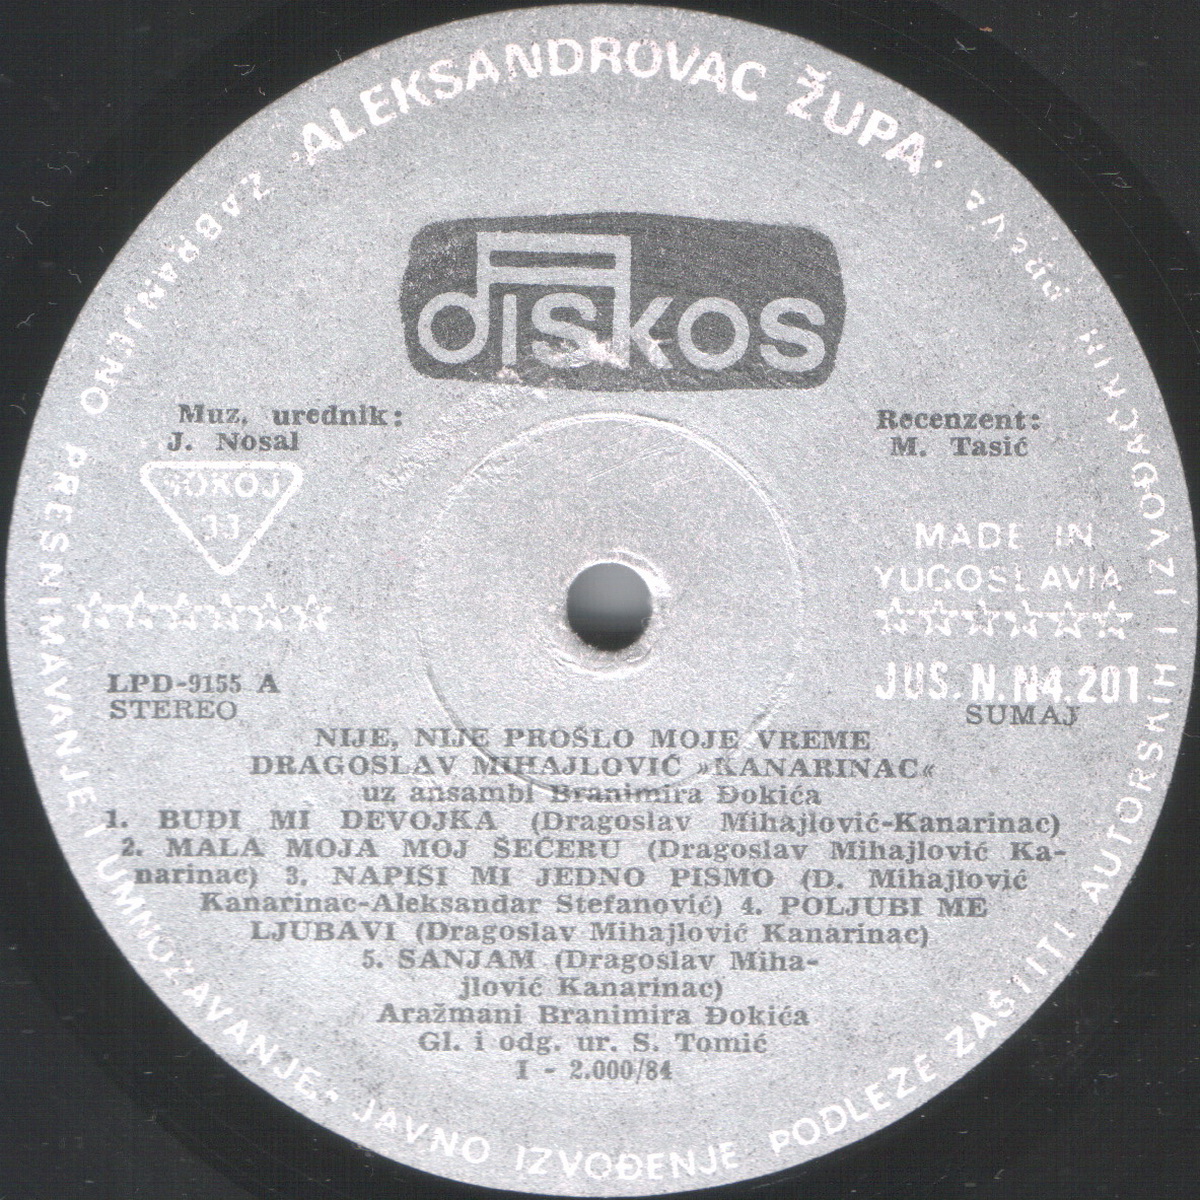 ALEKSANDROVAC ŽUPA
diskos
Muz. urednik:
J. Nosal
Recenzent:
M. Tasić
SOKOJ
33
MADE IN
YUGOSLAVIA
JUS. N. N4.201
LPD-9155 A
STEREO
SUMAJ
NIJE, NIJE PROŠLO MOJE VREME
DRAGOSLAV MIHAJLOVIĆ »KANARINAC«
uz ansambl Branimira Đokića
1. BUDI MI DEVOJKA (Dragoslav Mihajlović-Kanarinac)
2. MALA MOJA MOJ ŠEĆERU (Dragoslav Mihajlović Ka-
narinac) 3. NAPIŠI MI JEDNO PISMO (D. Mihajlović
Kanarinac-Aleksandar Stefanović) 4. POLJUBI ME
LJUBAVI (Dragoslav Mihajlović Kanarinac)
5. SANJAM (Dragoslav Miha-
jlović Kanarinac)
Aražmani Branimira Đokića
Gl. i odg. ur. S. Tomić
I - 2.000/84
ZABRANJENO PRESNIMAVANJE I UMNOŽAVANJE - JAVNO IZVOĐENJE PODLEŽE ZAŠTITI AUTORSKIH I IZVOĐAČKIH PRAVA